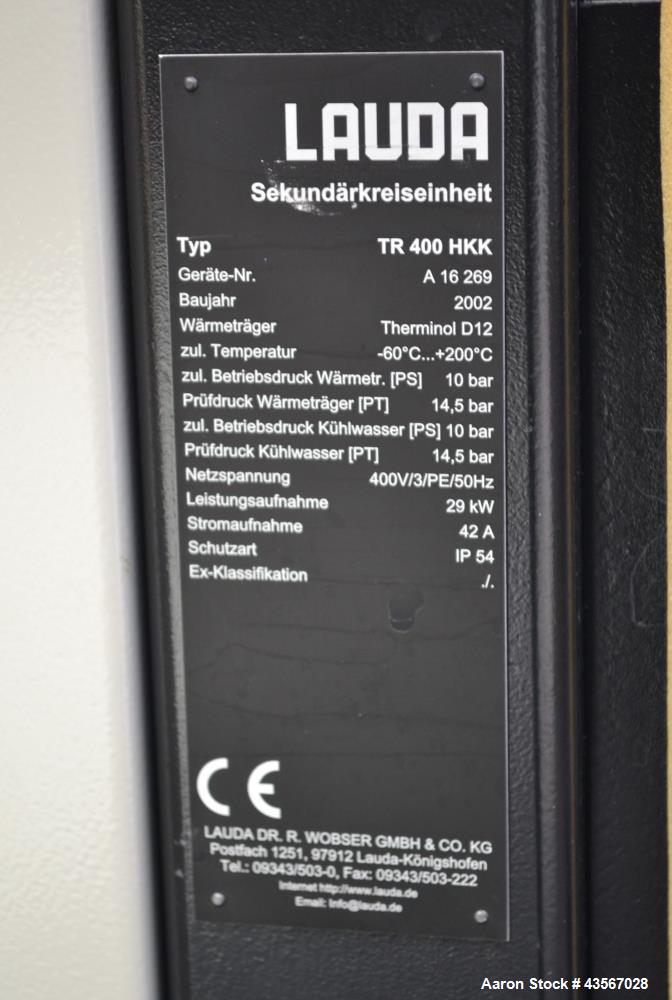 LAUDA
Sekundärkreiseinheit
Typ TR 400 HKK
Geräte-Nr. A 16 269
Baujahr 2002
Wärmeträger Therminol D12
zul. Temperatur -60°C...+200°C
zul. Betriebsdruck Wärmetr. [PS] 10 bar
Prüfdruck Wärmeträger [PT] 14,5 bar
zul. Betriebsdruck Kühlwasser [PS] 10 bar
Prüfdruck Kühlwasser [PT] 14,5 bar
Netzspannung 400V/3/PE/50Hz
Leistungsaufnahme 29 kW
Stromaufnahme 42 A
Schutzart IP 54
Ex-Klassifikation ./.
CE
LAUDA DR. R. WOBSER GMBH & CO. KG
Postfach 1251, 97912 Lauda-Königshofen
Tel.: 09343/503-0, Fax: 09343/503-222
Internet http://www.lauda.de
Email: Info@lauda.de
Aaron Stock # 43567028